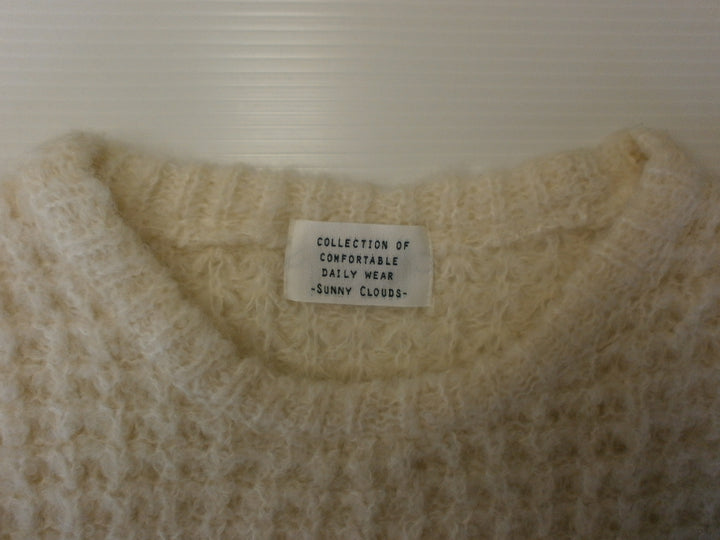 COLLECTION OF
COMFORTABLE
DAILY WEAR
-SUNNY CLOUDS-